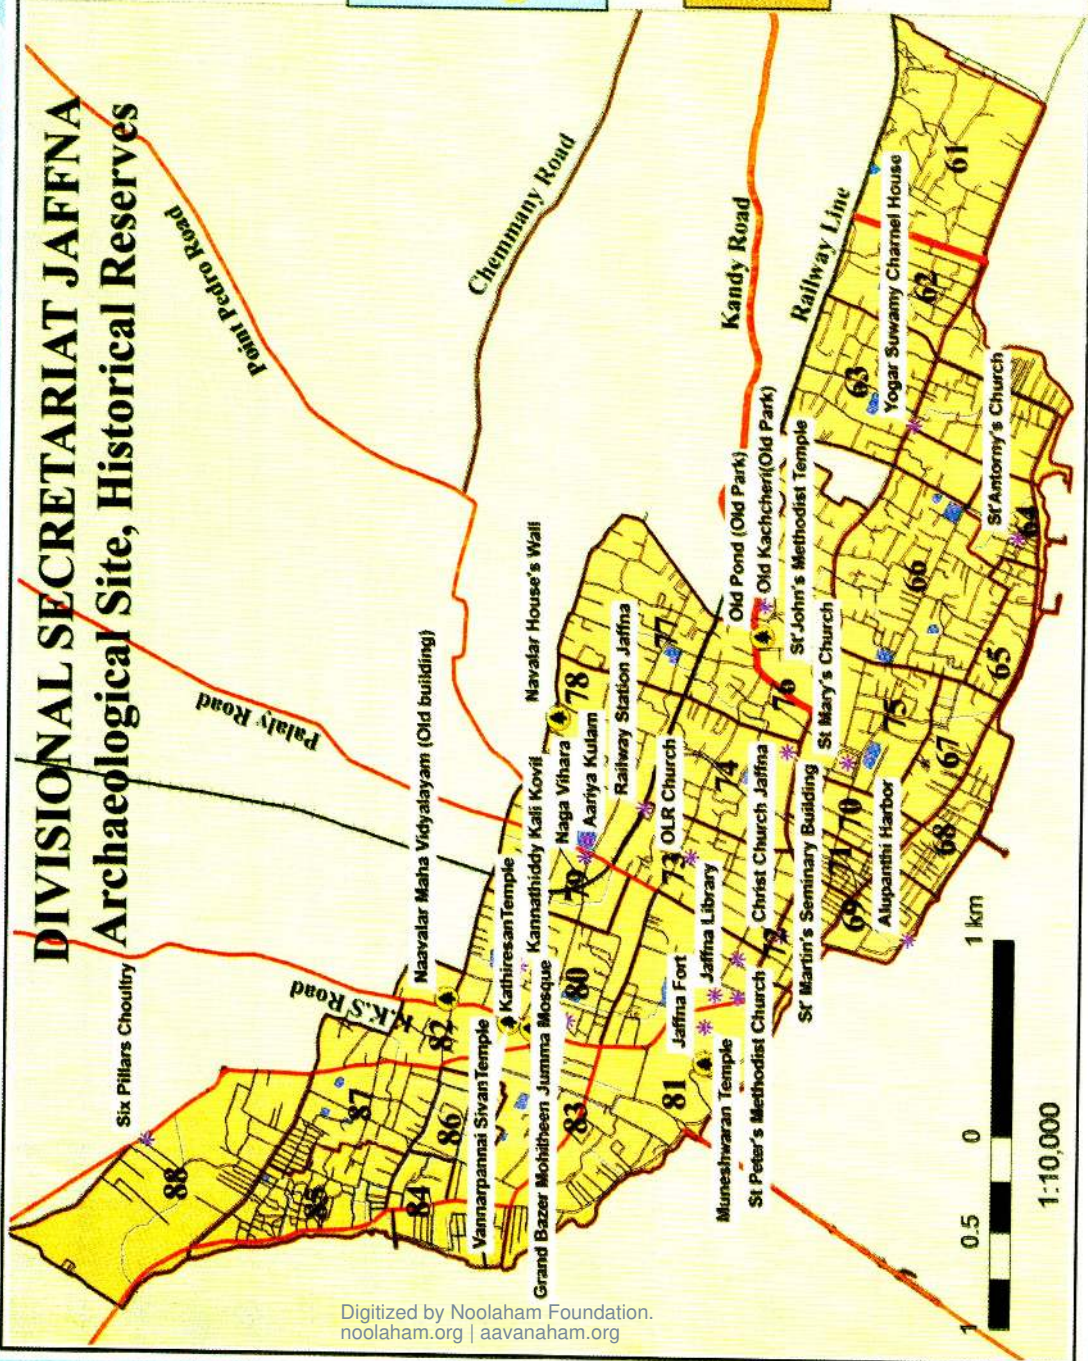 DIVISIONAL SECRETARIAT JAFFNA
Archaeological Site, Historical Reserves
Point Pedro Road
Palaly Road
K.K.S Road
Chemmany Road
Kandy Road
Railway Line
Six Pillars Choultry
Naavalar Maha Vidyalayam (Old building)
Vannarpannai Sivan Temple
Kathiresan Temple
Kannathiddy Kali Kovil
Grand Bazer Mohitheen Jumma Mosque
Navalar House's Wall
Naga Vihara
Aariya Kulam
Railway Station Jaffna
OLR Church
Jaffna Fort
Jaffna Library
Muneshwaran Temple
St Peter's Methodist Church
Christ Church Jaffna
St' Martin's Seminary Building
St Mary's Church
St'John's Methodist Temple
Old Pond (Old Park)
Old Kachcheri(Old Park)
Alupanthi Harbor
Yogar Suwamy Charnel House
St'Antorny's Church
88
87
85
86
84
82
83
81
80
79
78
77
76
74
73
72
71
70
69
68
67
75
65
66
64
63
62
61
1 0.5 0 1 km
1:10,000
Digitized by Noolaham Foundation.
noolaham.org | aavanaham.org